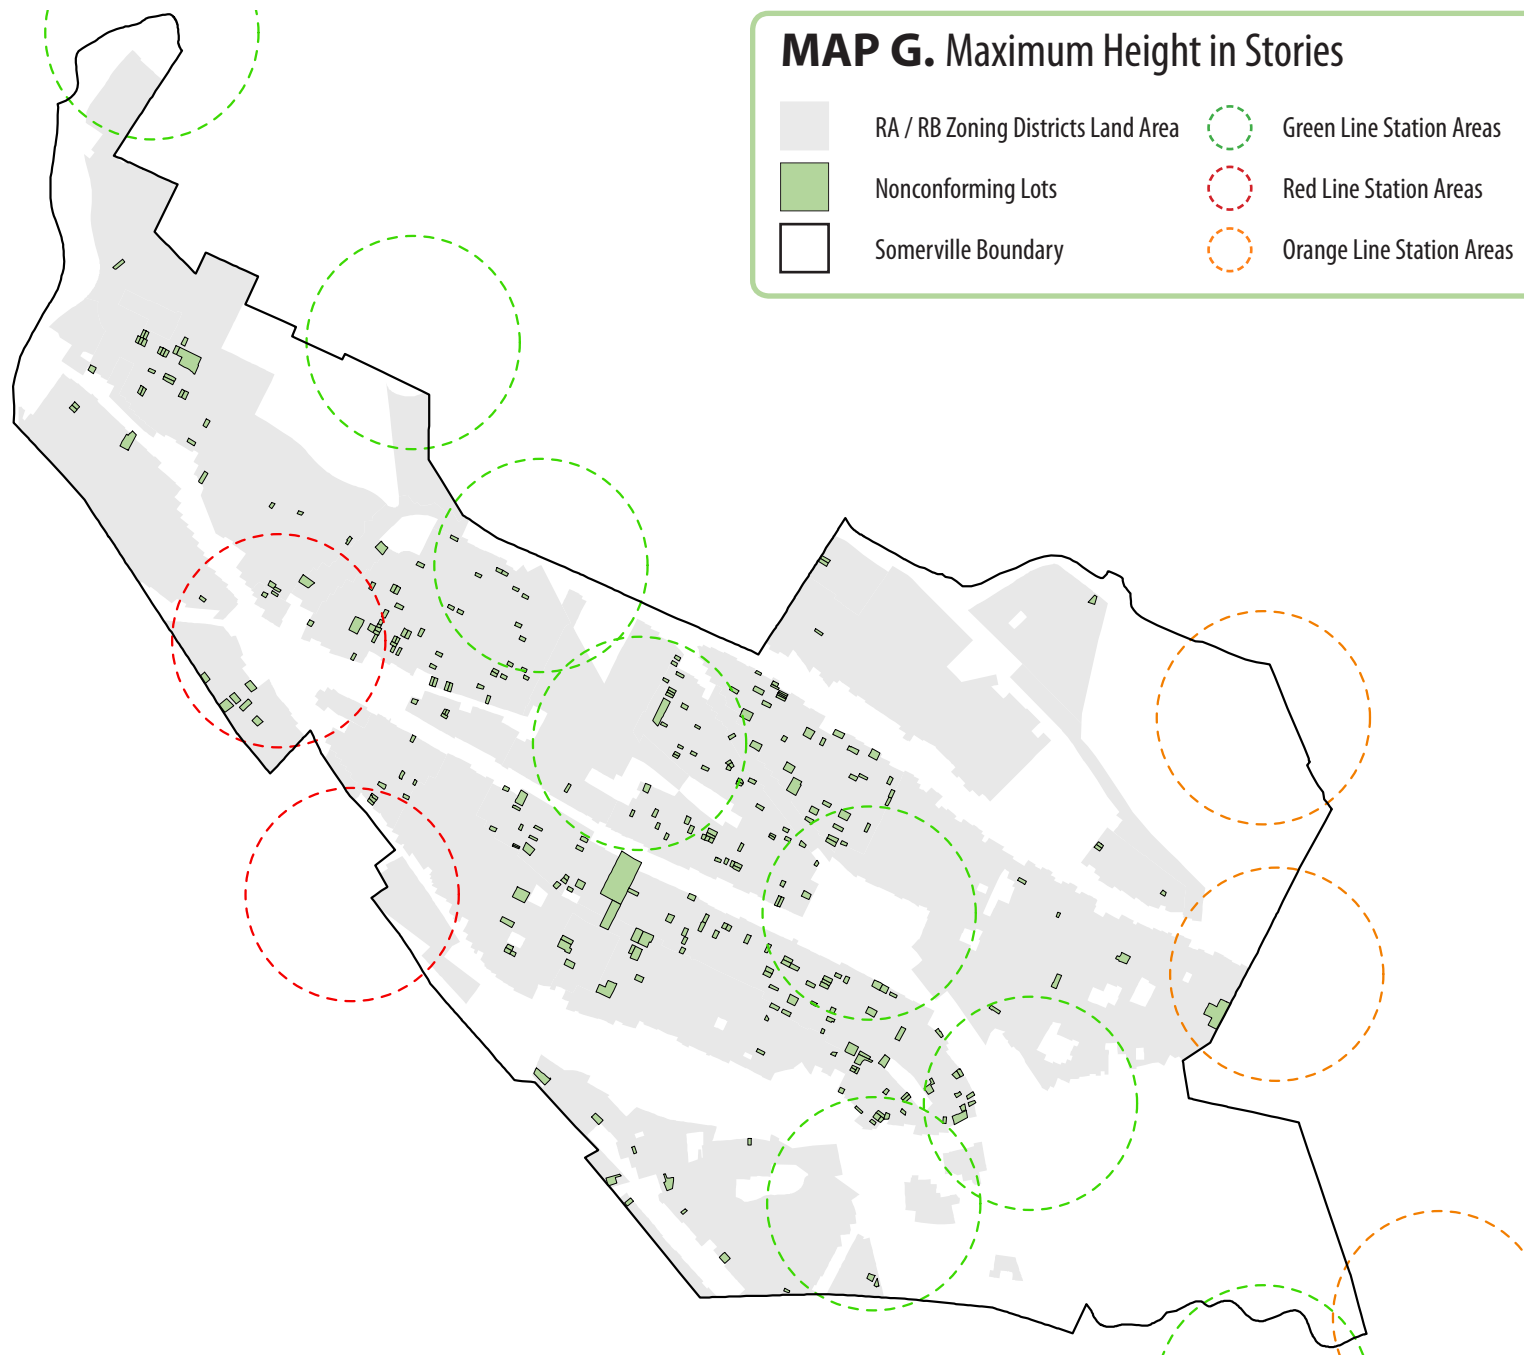 MAP G. Maximum Height in Stories
RA / RB Zoning Districts Land Area
Green Line Station Areas
Nonconforming Lots
Red Line Station Areas
Somerville Boundary
Orange Line Station Areas